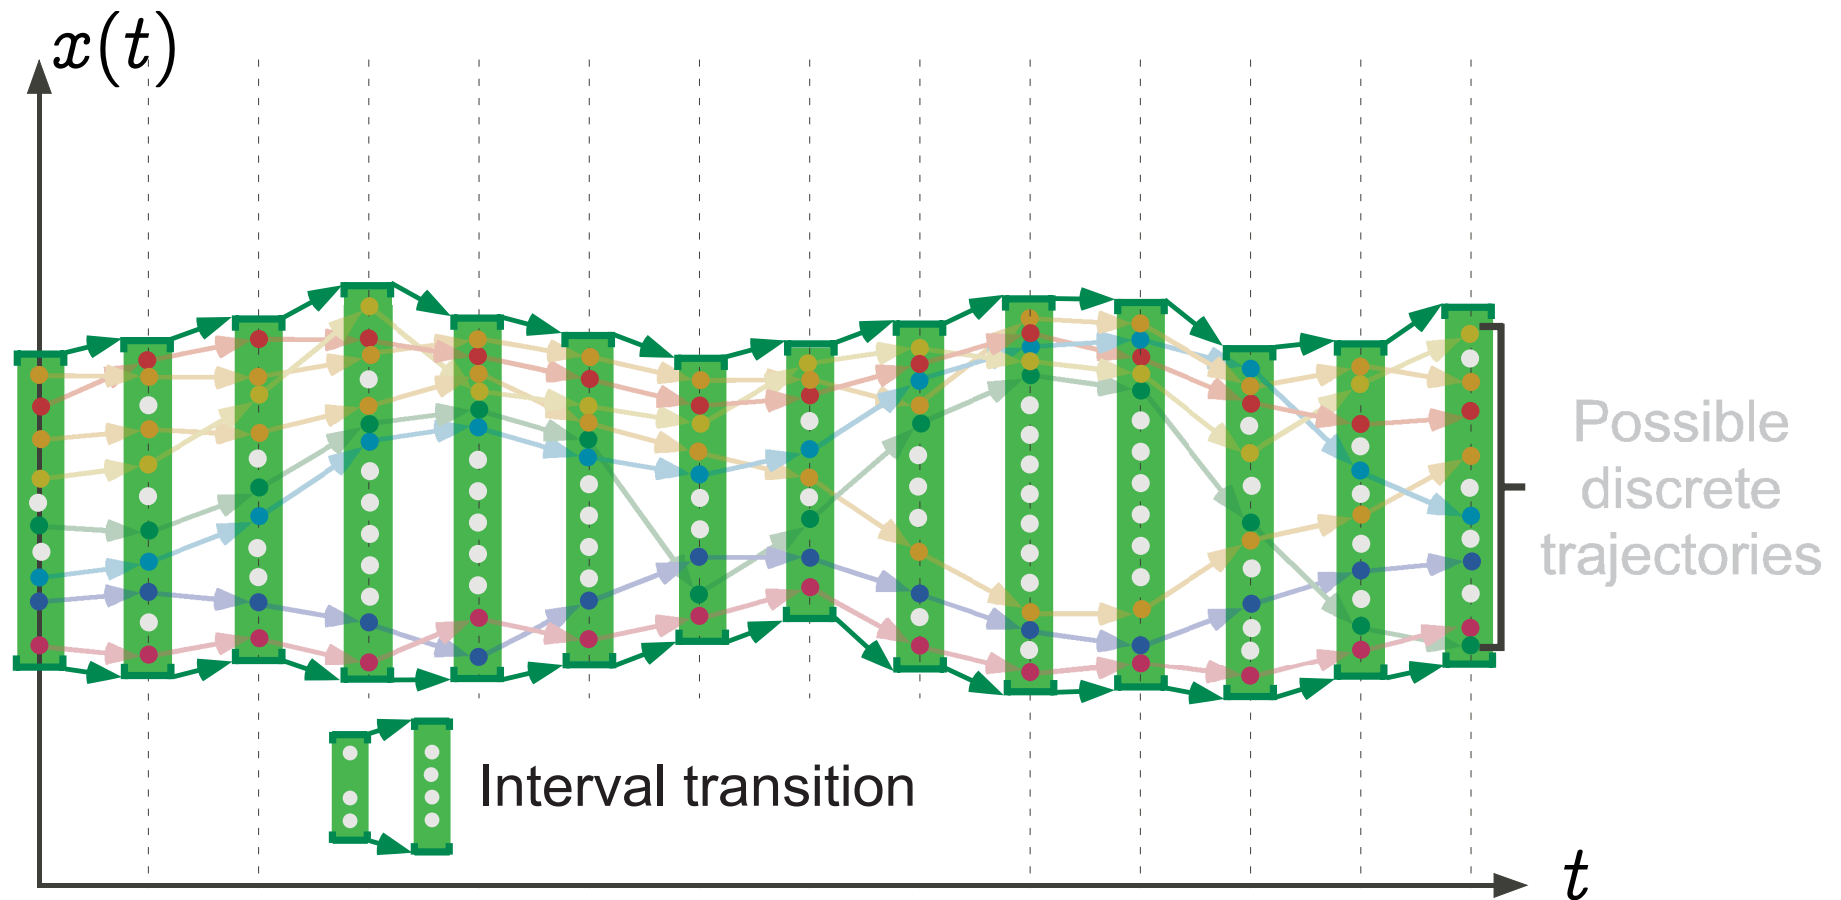 x(t)
Possible
discrete
trajectories
Interval transition
t